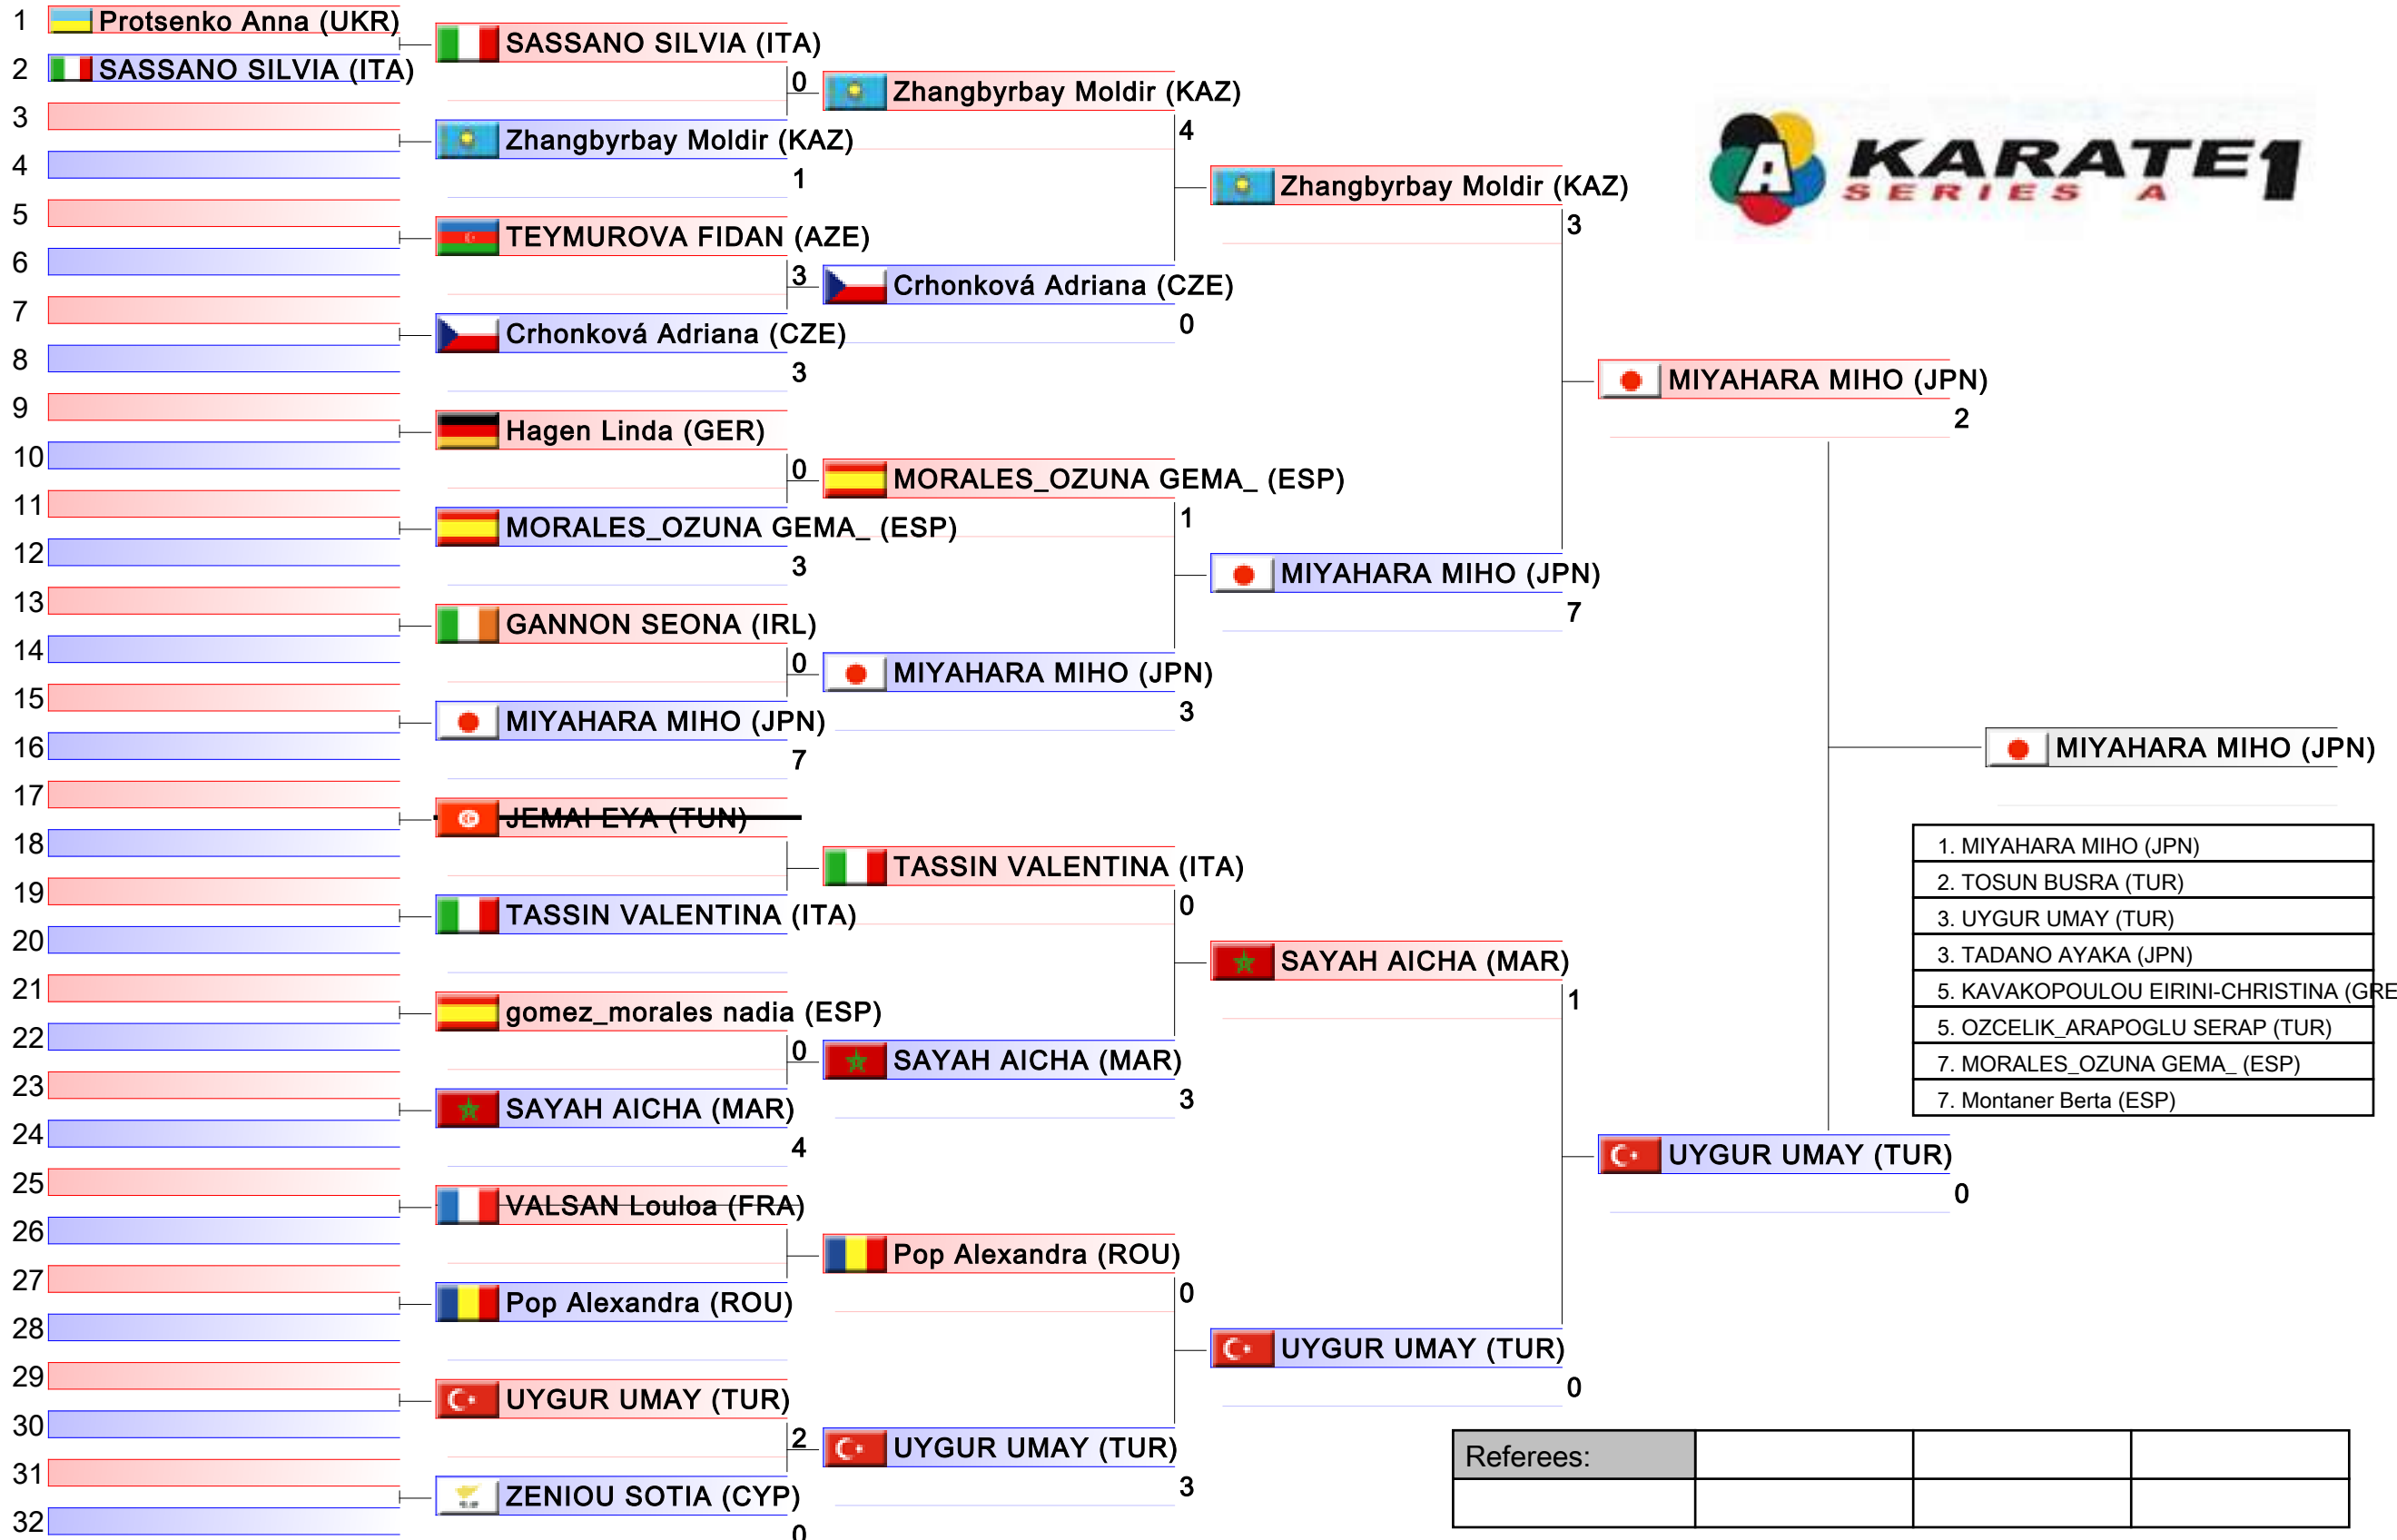 1 Protsenko Anna (UKR)
2 SASSANO SILVIA (ITA)
3
4
5
6
7
8
9
10
11
12
13
14
15
16
17
18
19
20
21
22
23
24
25
26
27
28
29
30
31
32
SASSANO SILVIA (ITA)
0
Zhangbyrbay Moldir (KAZ)
1
TEYMUROVA FIDAN (AZE)
3
Crhonková Adriana (CZE)
3
Hagen Linda (GER)
0
MORALES_OZUNA GEMA_ (ESP)
3
GANNON SEONA (IRL)
0
MIYAHARA MIHO (JPN)
7
JEMAI EYA (TUN)
TASSIN VALENTINA (ITA)
gomez_morales nadia (ESP)
0
SAYAH AICHA (MAR)
4
VALSAN Louloa (FRA)
Pop Alexandra (ROU)
UYGUR UMAY (TUR)
2
ZENIOU SOTIA (CYP)
0
Zhangbyrbay Moldir (KAZ)
4
Crhonková Adriana (CZE)
0
MORALES_OZUNA GEMA_ (ESP)
1
MIYAHARA MIHO (JPN)
3
TASSIN VALENTINA (ITA)
0
SAYAH AICHA (MAR)
3
Pop Alexandra (ROU)
0
UYGUR UMAY (TUR)
3
Zhangbyrbay Moldir (KAZ)
3
MIYAHARA MIHO (JPN)
7
SAYAH AICHA (MAR)
1
UYGUR UMAY (TUR)
0
MIYAHARA MIHO (JPN)
2
UYGUR UMAY (TUR)
0
MIYAHARA MIHO (JPN)
A KARATE1
SERIES A
1. MIYAHARA MIHO (JPN)
2. TOSUN BUSRA (TUR)
3. UYGUR UMAY (TUR)
3. TADANO AYAKA (JPN)
5. KAVAKOPOULOU EIRINI-CHRISTINA (GRE
5. OZCELIK_ARAPOGLU SERAP (TUR)
7. MORALES_OZUNA GEMA_ (ESP)
7. Montaner Berta (ESP)
Referees: